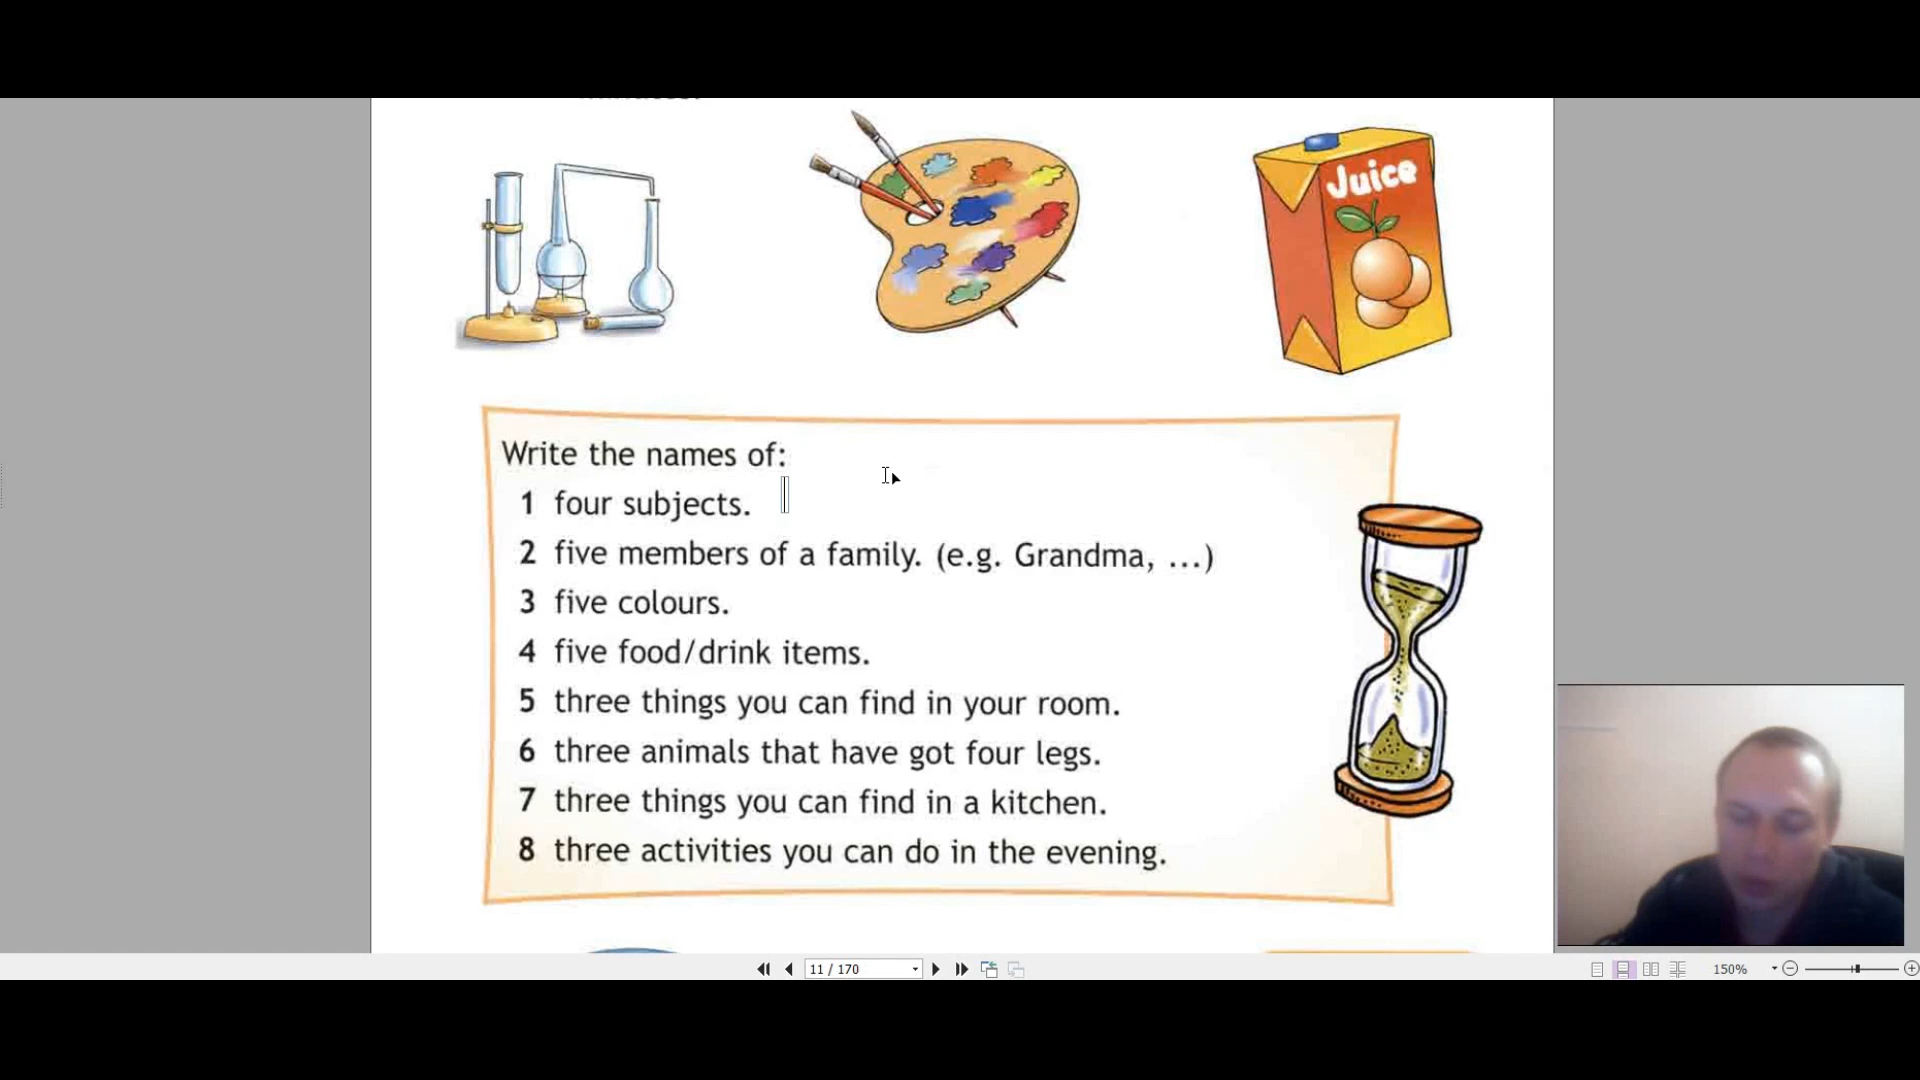 Juice
Write the names of:
1 four subjects.
2 five members of a family. (e.g. Grandma, ...)
3 five colours.
4 five food/drink items.
5 three things you can find in your room.
6 three animals that have got four legs.
7 three things you can find in a kitchen.
8 three activities you can do in the evening.
11 / 170
150%